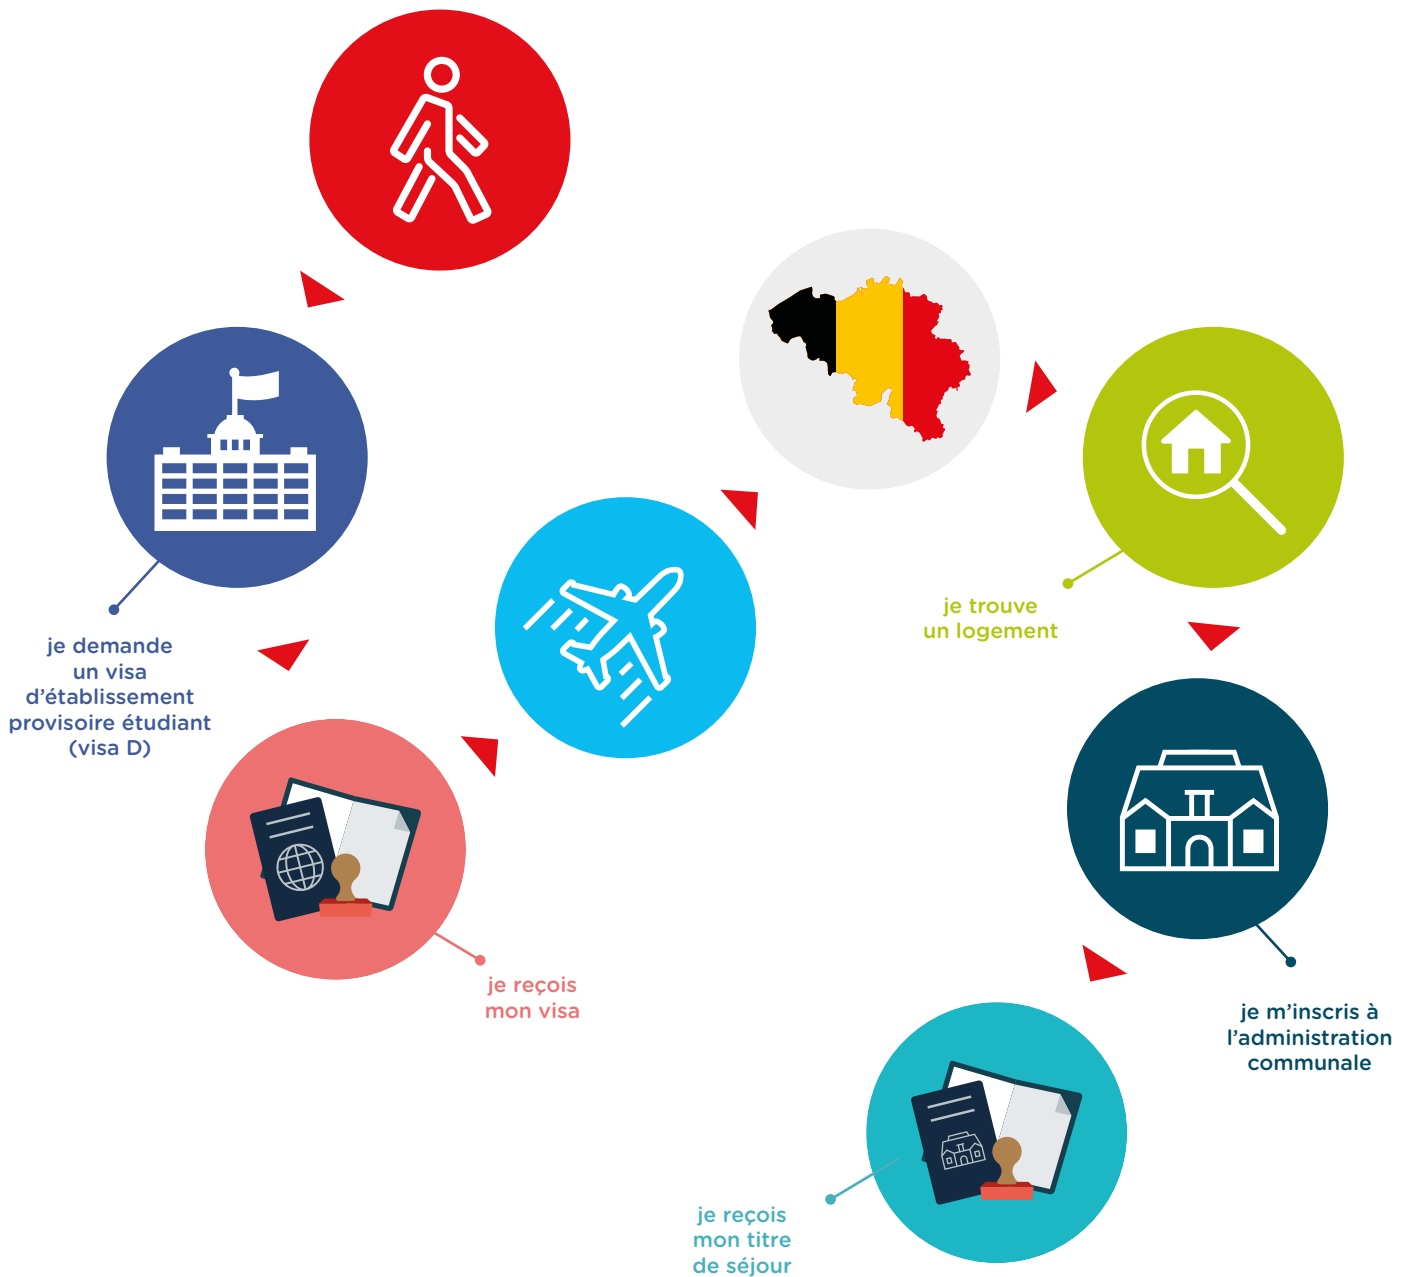 je demande
un visa
d’établissement
provisoire étudiant
(visa D)
je reçois
mon visa
je trouve
un logement
je m’inscris à
l’administration
communale
je reçois
mon titre
de séjour